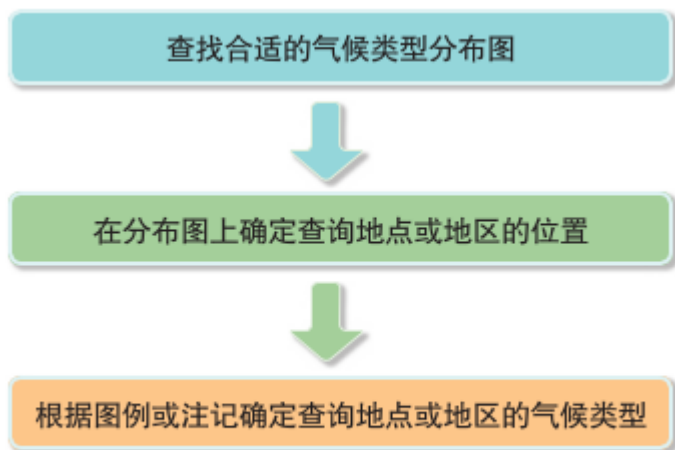 查找合适的气候类型分布图
在分布图上确定查询地点或地区的位置
根据图例或注记确定查询地点或地区的气候类型